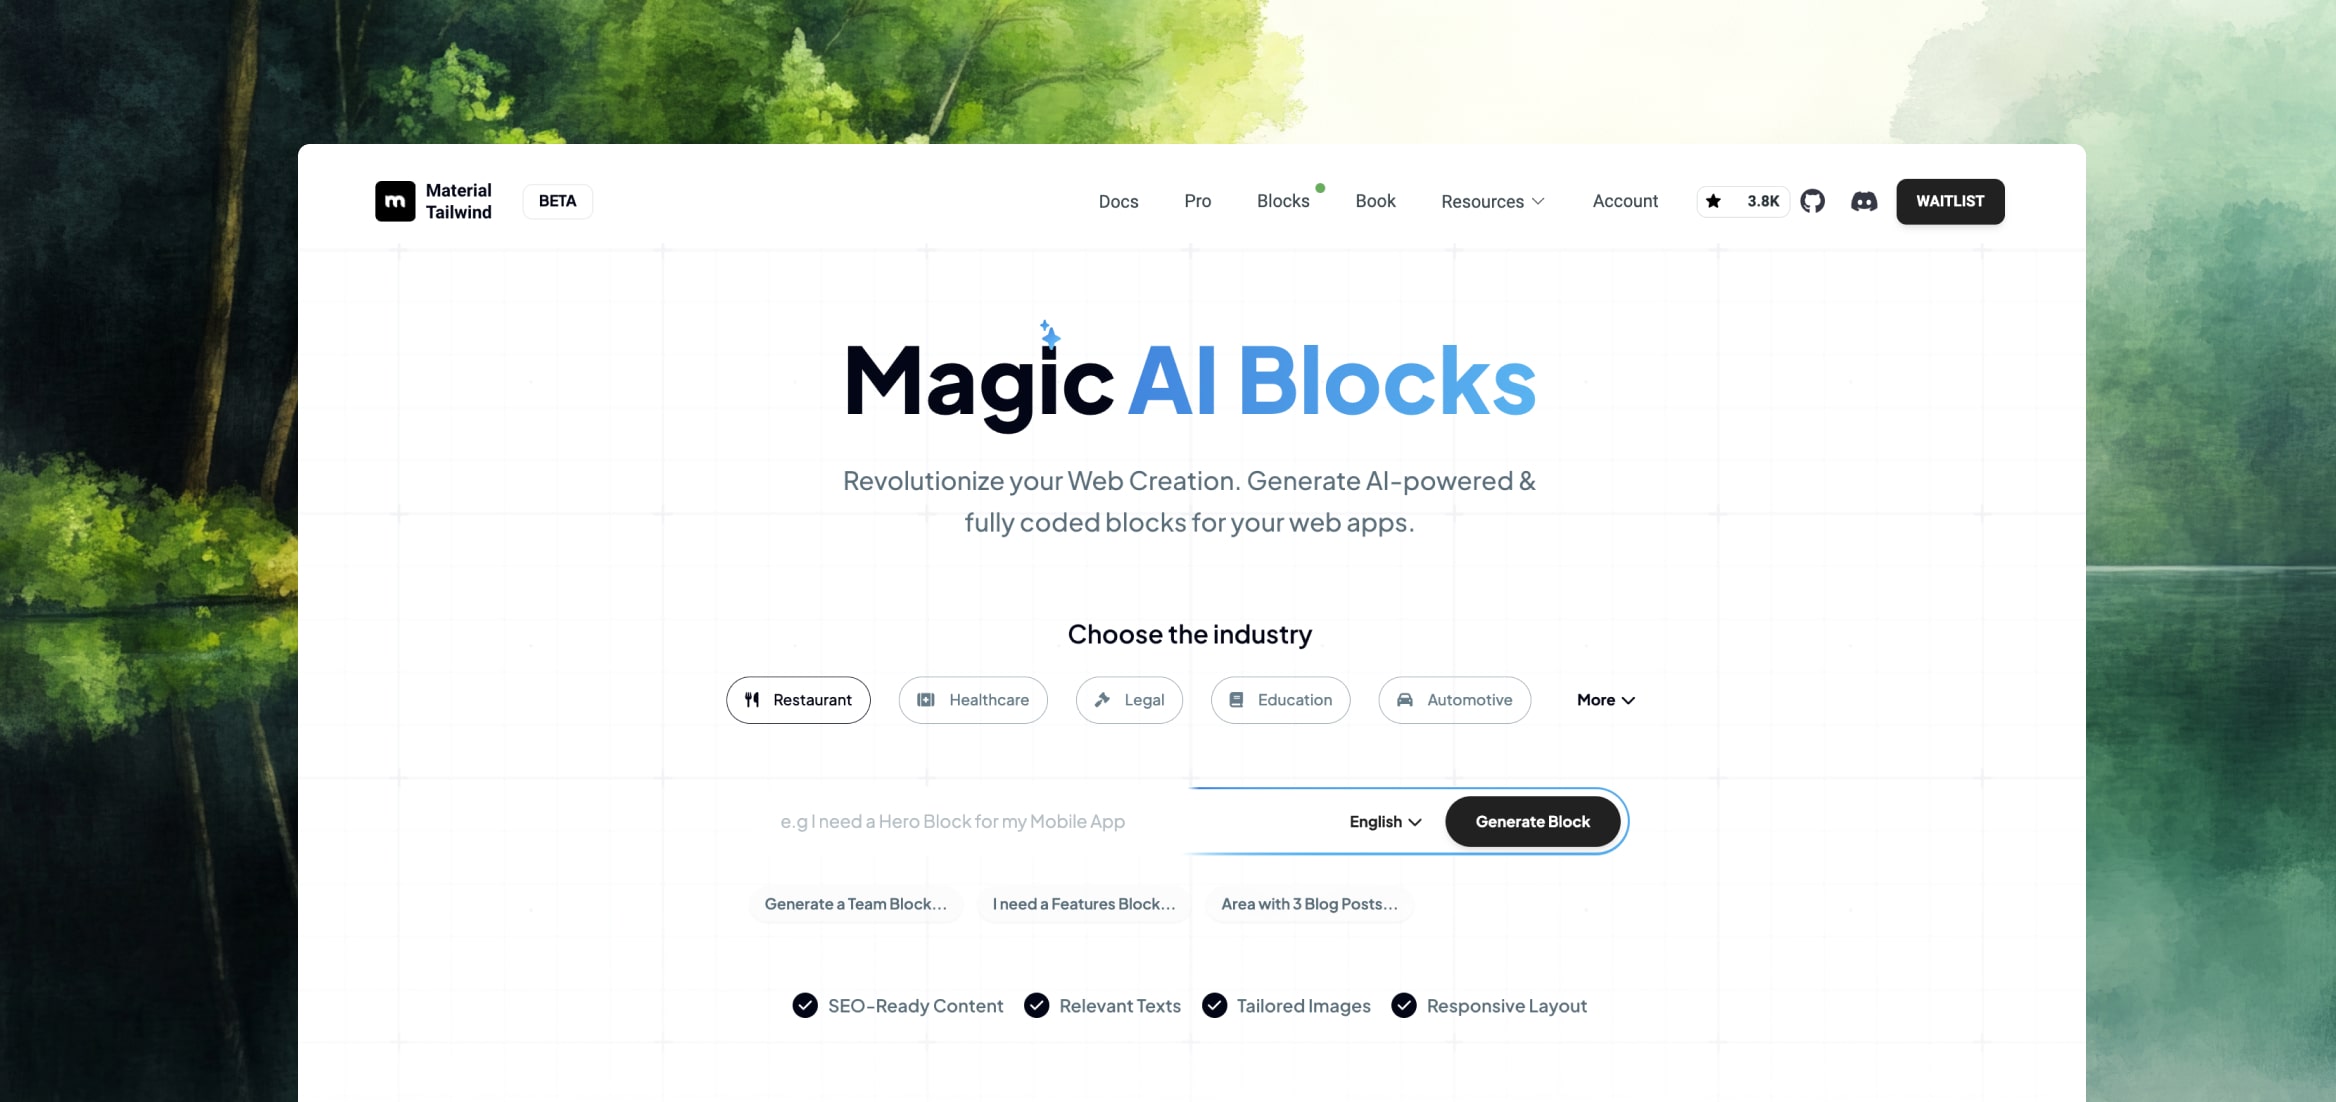 Material
Tailwind
BETA
Docs
Pro
Blocks
Book
Resources
Account
3.8K
WAITLIST
Magic AI Blocks
Revolutionize your Web Creation. Generate AI-powered &
fully coded blocks for your web apps.
Choose the industry
Restaurant
Healthcare
Legal
Education
Automotive
More
e.g I need a Hero Block for my Mobile App
English
Generate Block
Generate a Team Block...
I need a Features Block...
Area with 3 Blog Posts...
SEO-Ready Content
Relevant Texts
Tailored Images
Responsive Layout